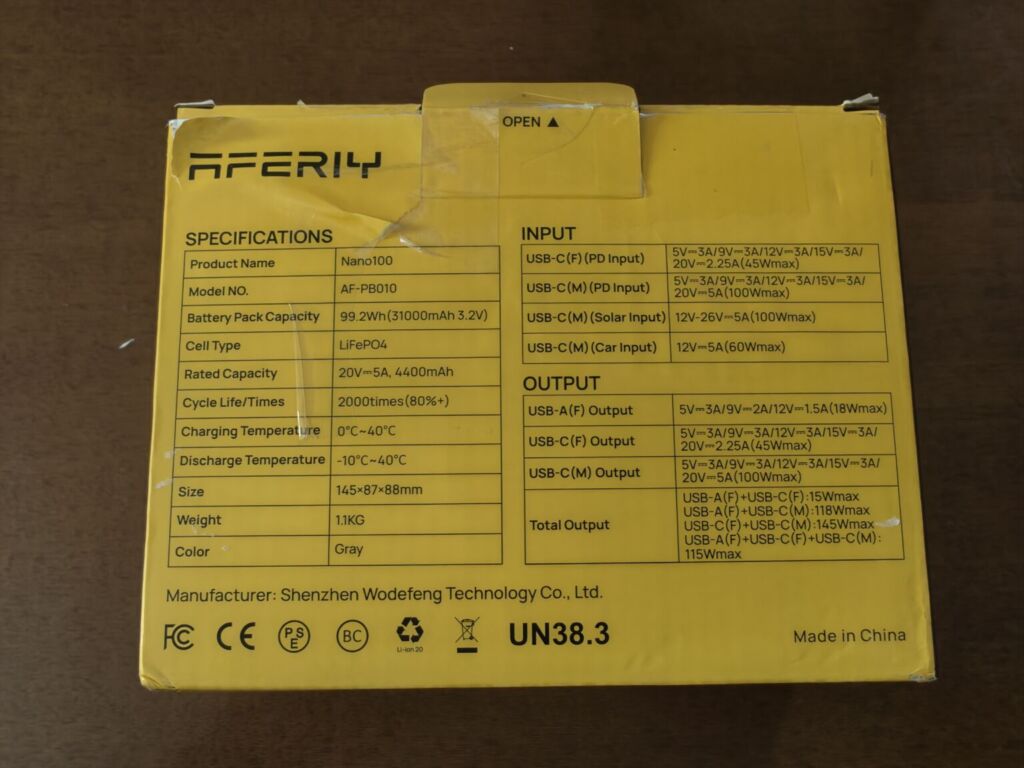 OPEN ▲
AFERIY
SPECIFICATIONS
Product Name Nano100
Model NO. AF-PB010
Battery Pack Capacity 99.2Wh(31000mAh 3.2V)
Cell Type LiFePO4
Rated Capacity 20V⎓5A, 4400mAh
Cycle Life/Times 2000times(80%+)
Charging Temperature 0°C~40°C
Discharge Temperature -10°C~40°C
Size 145×87×88mm
Weight 1.1KG
Color Gray
INPUT
USB-C(F)(PD Input) 5V⎓3A/9V⎓3A/12V⎓3A/15V⎓3A/
20V⎓2.25A(45Wmax)
USB-C(M)(PD Input) 5V⎓3A/9V⎓3A/12V⎓3A/15V⎓3A/
20V⎓5A(100Wmax)
USB-C(M)(Solar Input) 12V-26V⎓5A(100Wmax)
USB-C(M)(Car Input) 12V⎓5A(60Wmax)
OUTPUT
USB-A(F) Output 5V⎓3A/9V⎓2A/12V⎓1.5A(18Wmax)
USB-C(F) Output 5V⎓3A/9V⎓3A/12V⎓3A/15V⎓3A/
20V⎓2.25A(45Wmax)
USB-C(M) Output 5V⎓3A/9V⎓3A/12V⎓3A/15V⎓3A/
20V⎓5A(100Wmax)
Total Output USB-A(F)+USB-C(F):15Wmax
USB-A(F)+USB-C(M):118Wmax
USB-C(F)+USB-C(M):145Wmax
USB-A(F)+USB-C(F)+USB-C(M):
115Wmax
Manufacturer: Shenzhen Wodefeng Technology Co., Ltd.
FC CE PSE BC Li-ion 20 UN38.3
Made in China